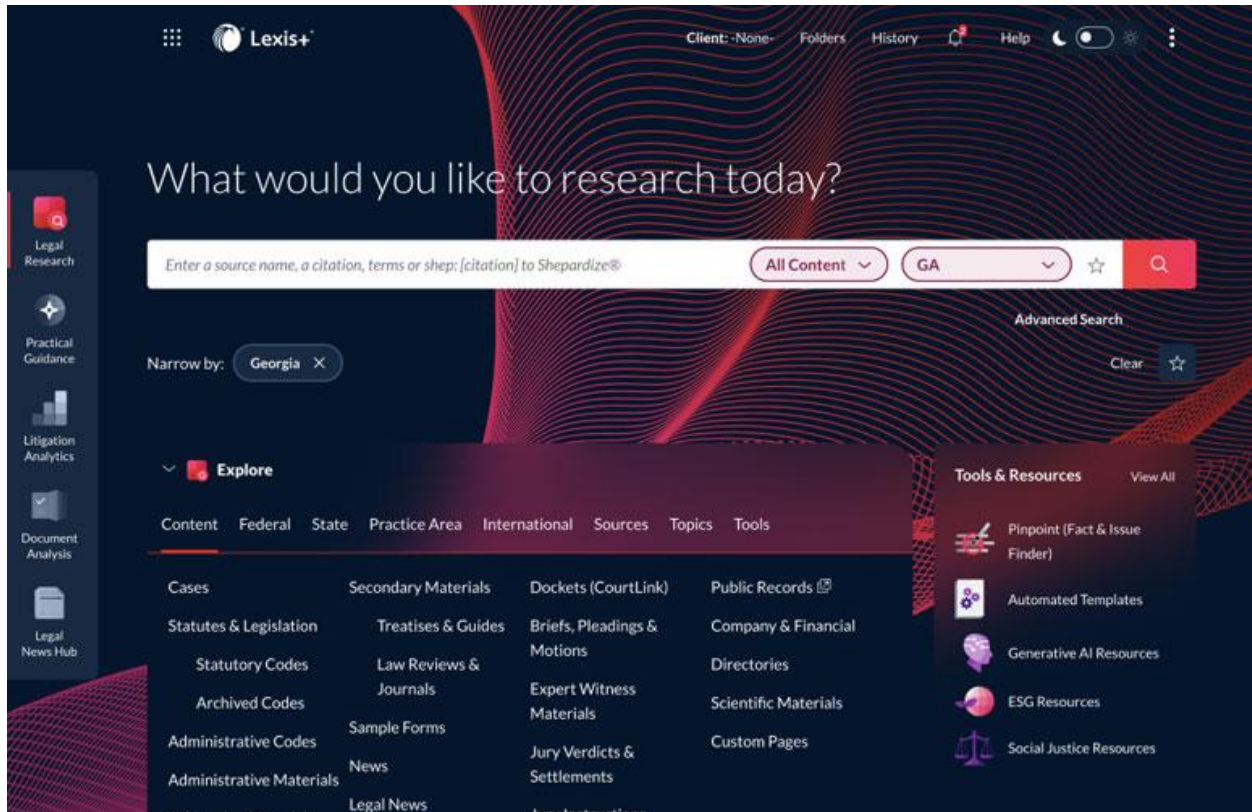 Lexis+
Client: -None- Folders History 2 Help
What would you like to research today?
Legal
Research
Practical
Guidance
Litigation
Analytics
Document
Analysis
Legal
News Hub
Enter a source name, a citation, terms or shep: [citation] to Shepardize® All Content GA
Advanced Search
Narrow by: Georgia × Clear
Explore
Content Federal State Practice Area International Sources Topics Tools
Cases
Statutes & Legislation
Statutory Codes
Archived Codes
Administrative Codes
Administrative Materials
Secondary Materials
Treatises & Guides
Law Reviews &
Journals
Sample Forms
News
Legal News
Dockets (CourtLink)
Briefs, Pleadings &
Motions
Expert Witness
Materials
Jury Verdicts &
Settlements
Public Records
Company & Financial
Directories
Scientific Materials
Custom Pages
Tools & Resources View All
Pinpoint (Fact & Issue
Finder)
Automated Templates
Generative AI Resources
ESG Resources
Social Justice Resources